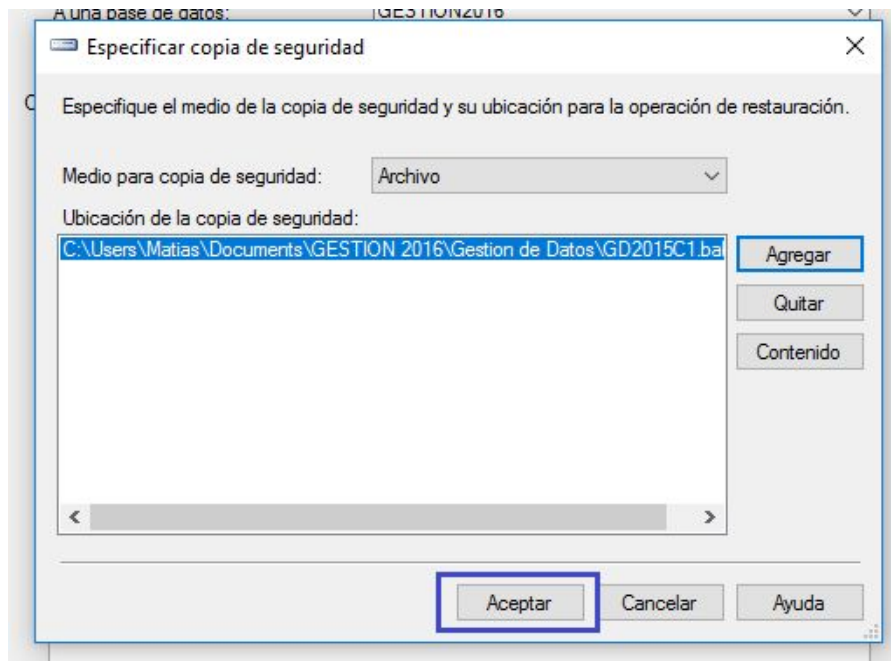 A una base de datos: GESTION2016
Especificar copia de seguridad
Especifique el medio de la copia de seguridad y su ubicación para la operación de restauración.
Medio para copia de seguridad: Archivo
Ubicación de la copia de seguridad:
C:\Users\Matias\Documents\GESTION 2016\Gestion de Datos\GD2015C1.bak
Agregar
Quitar
Contenido
Aceptar Cancelar Ayuda